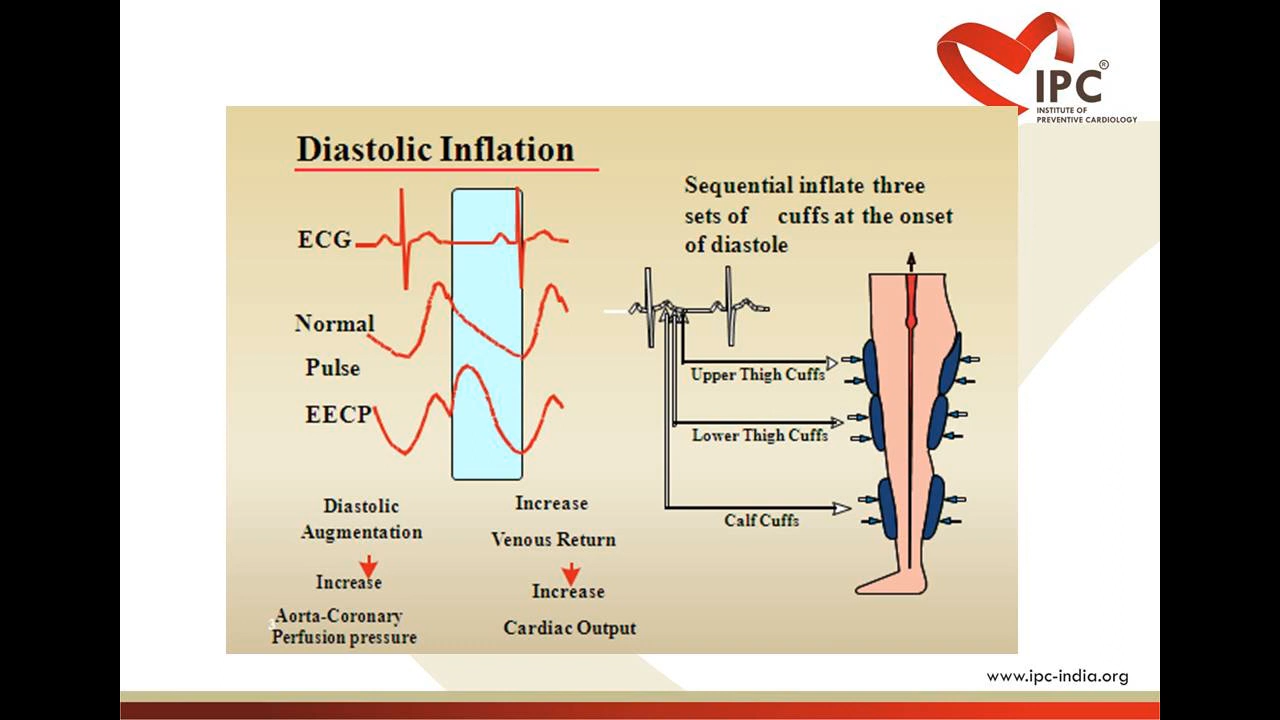 IPC®
INSTITUTE OF
PREVENTIVE CARDIOLOGY
Diastolic Inflation
ECG
Normal
Pulse
EECP
Sequential inflate three
sets of cuffs at the onset
of diastole
Upper Thigh Cuffs
Lower Thigh Cuffs
Calf Cuffs
Diastolic
Augmentation
Increase
Aorta-Coronary
Perfusion pressure
Increase
Venous Return
Increase
Cardiac Output
3
www.ipc-india.org